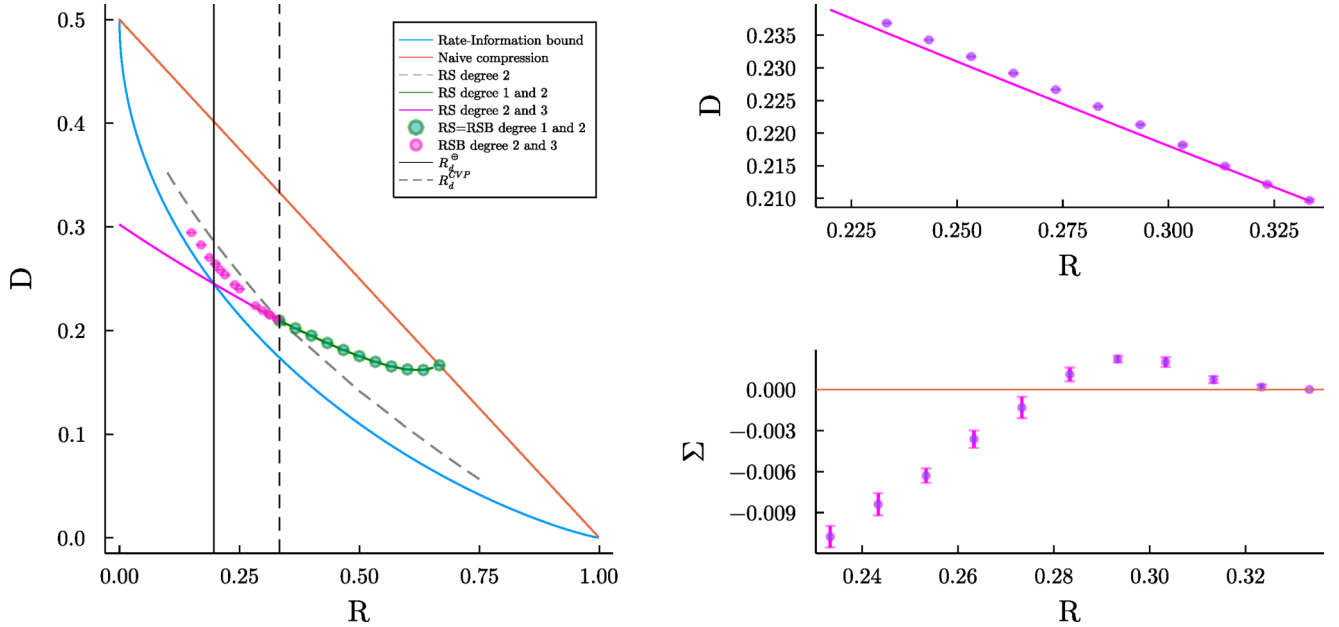 0.5
0.4
0.3
0.2
0.1
0.0
D
0.00 0.25 0.50 0.75 1.00
R
Rate-Information bound
Naive compression
RS degree 2
RS degree 1 and 2
RS degree 2 and 3
RS=RSB degree 1 and 2
RSB degree 2 and 3
R_d^⊕
R_d^{CVP}
0.235
0.230
0.225
0.220
0.215
0.210
D
0.225 0.250 0.275 0.300 0.325
R
0.000
−0.003
−0.006
−0.009
Σ
0.24 0.26 0.28 0.30 0.32
R